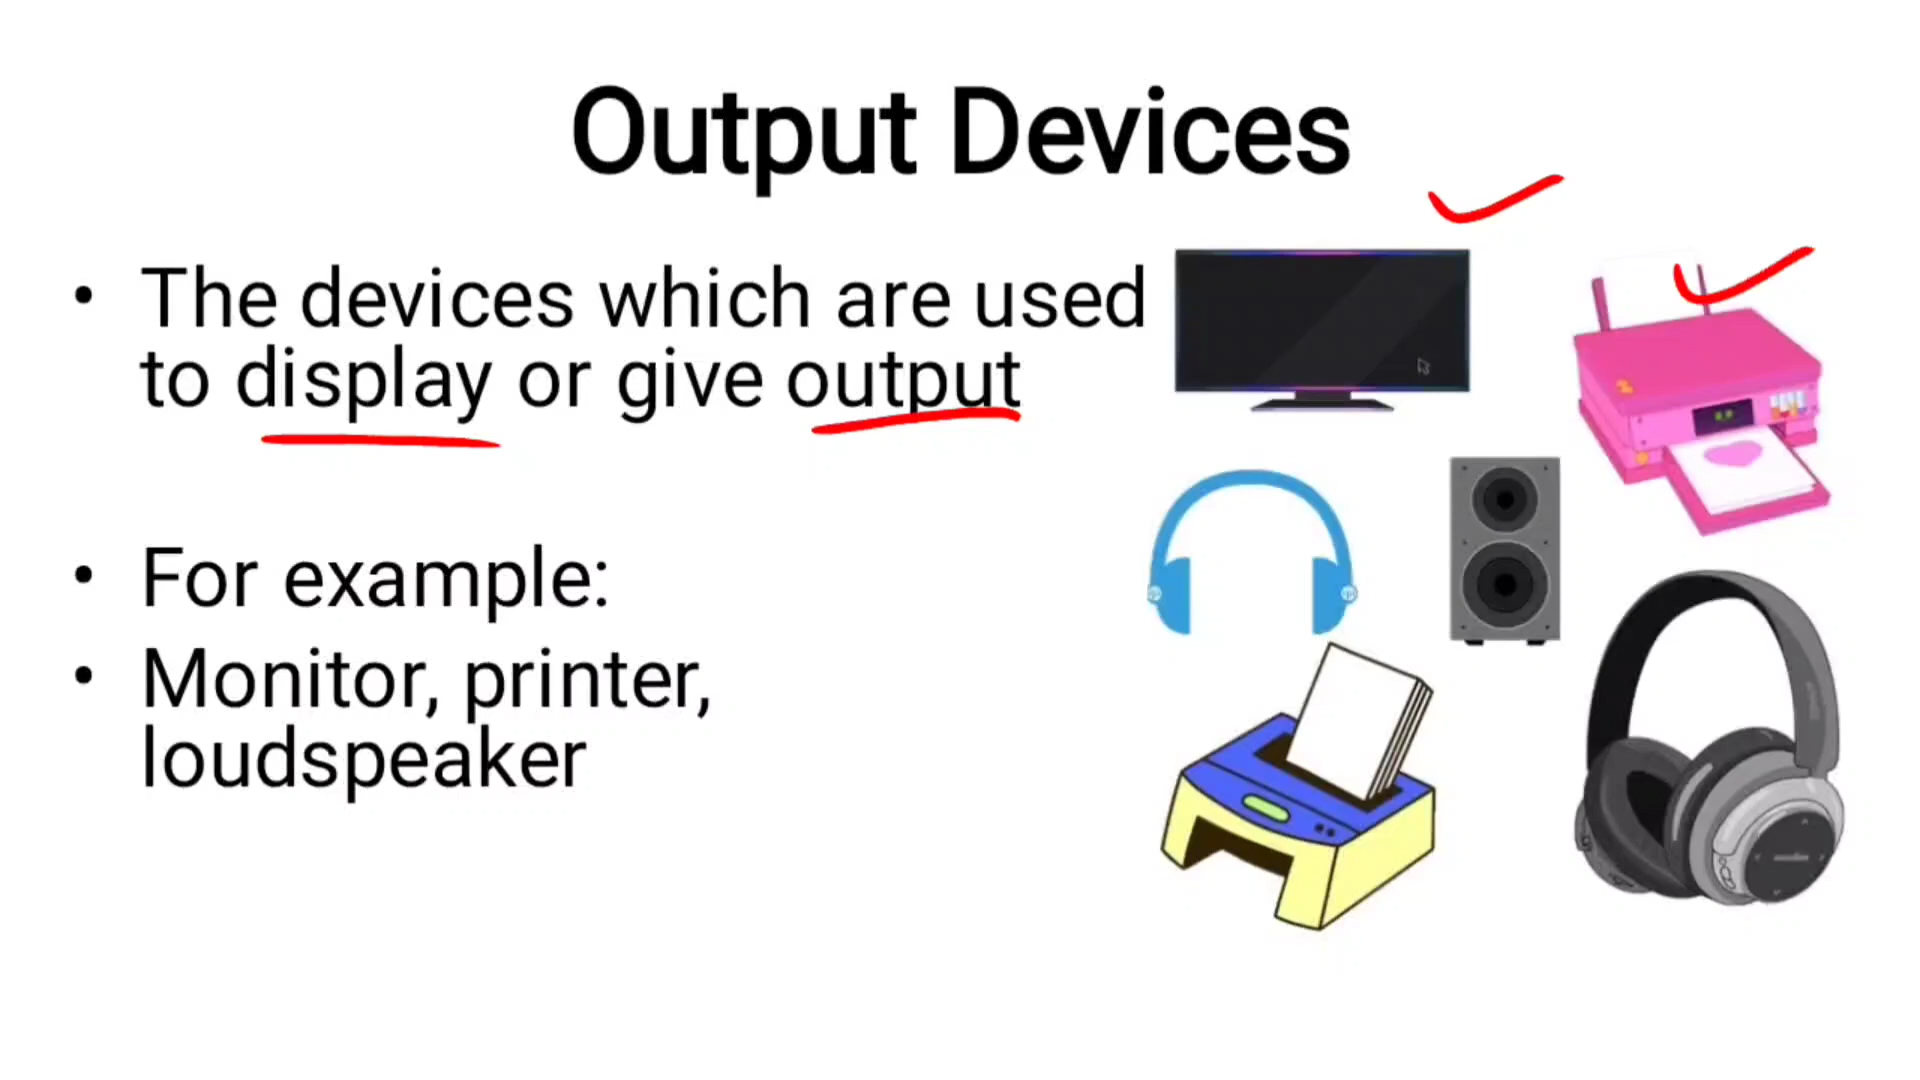 Output Devices
• The devices which are used
to display or give output
• For example:
• Monitor, printer,
loudspeaker